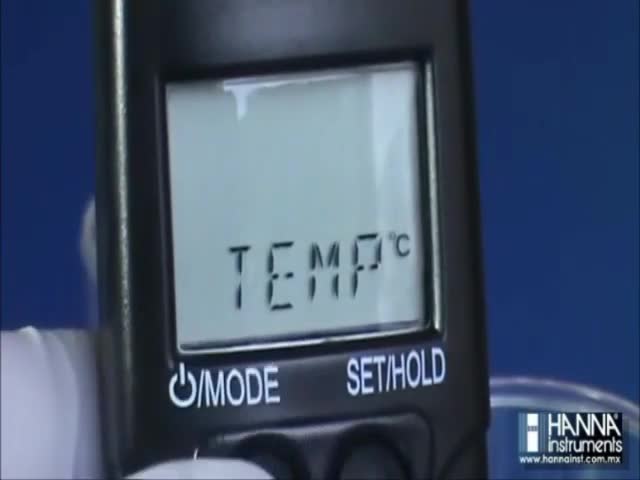 TEMP °C
⏻/MODE SET/HOLD
HANNA
instruments
www.hannainst.com.mx